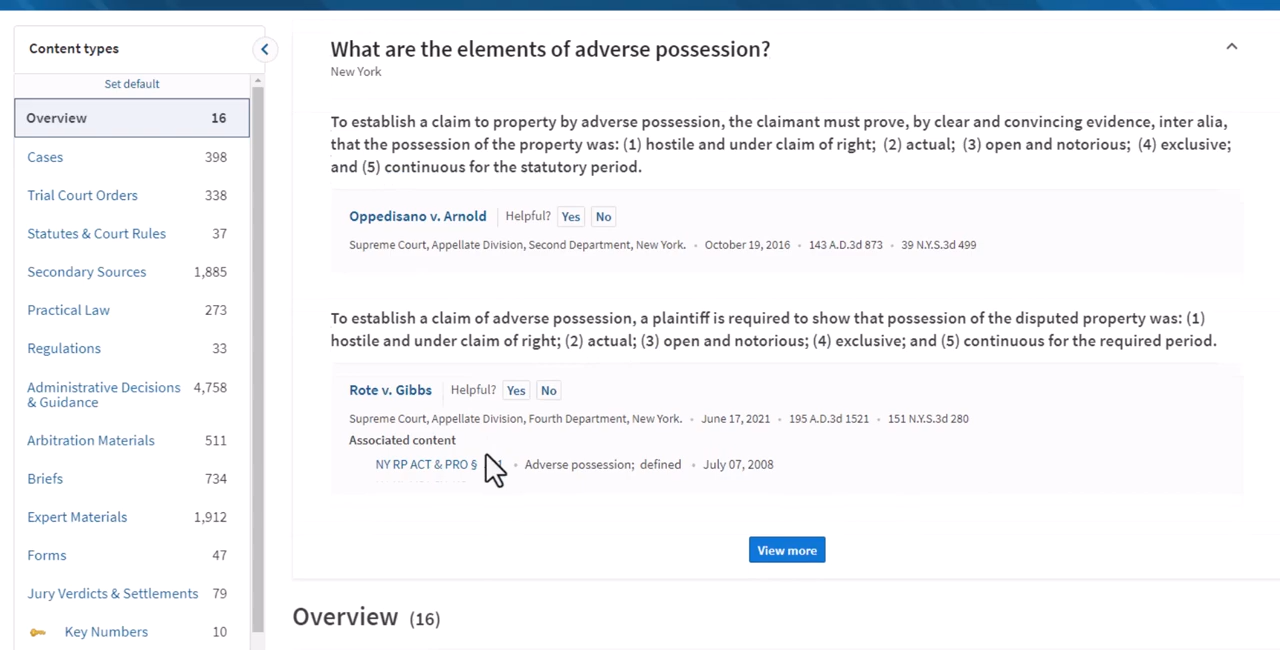 Content types
Set default
Overview 16
Cases 398
Trial Court Orders 338
Statutes & Court Rules 37
Secondary Sources 1,885
Practical Law 273
Regulations 33
Administrative Decisions 4,758
& Guidance
Arbitration Materials 511
Briefs 734
Expert Materials 1,912
Forms 47
Jury Verdicts & Settlements 79
Key Numbers 10
What are the elements of adverse possession?
New York
To establish a claim to property by adverse possession, the claimant must prove, by clear and convincing evidence, inter alia,
that the possession of the property was: (1) hostile and under claim of right; (2) actual; (3) open and notorious; (4) exclusive;
and (5) continuous for the statutory period.
Oppedisano v. Arnold Helpful? Yes No
Supreme Court, Appellate Division, Second Department, New York. • October 19, 2016 • 143 A.D.3d 873 • 39 N.Y.S.3d 499
To establish a claim of adverse possession, a plaintiff is required to show that possession of the disputed property was: (1)
hostile and under claim of right; (2) actual; (3) open and notorious; (4) exclusive; and (5) continuous for the required period.
Rote v. Gibbs Helpful? Yes No
Supreme Court, Appellate Division, Fourth Department, New York. • June 17, 2021 • 195 A.D.3d 1521 • 151 N.Y.S.3d 280
Associated content
NY RP ACT & PRO § • Adverse possession; defined • July 07, 2008
View more
Overview (16)